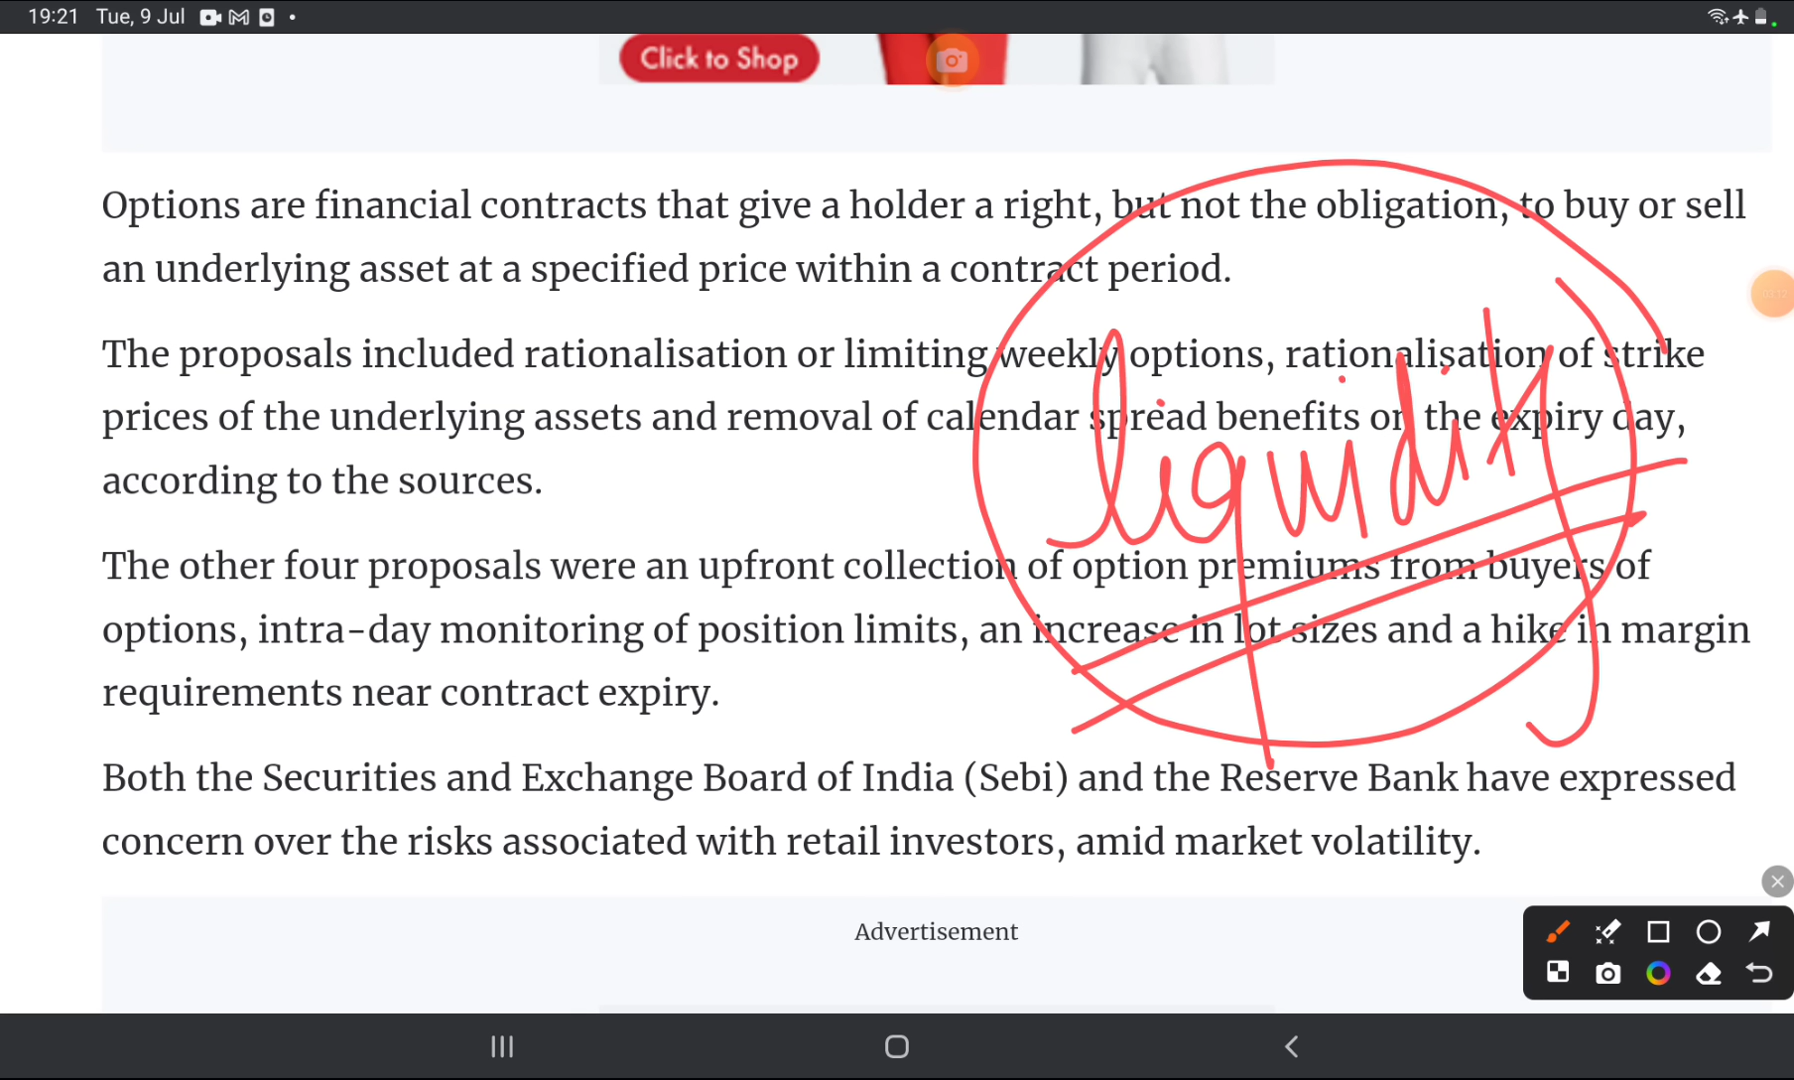 19:21 Tue, 9 Jul
Click to Shop
Options are financial contracts that give a holder a right, but not the obligation, to buy or sell
an underlying asset at a specified price within a contract period.
The proposals included rationalisation or limiting weekly options, rationalisation of strike
prices of the underlying assets and removal of calendar spread benefits on the expiry day,
according to the sources.
liquidity
The other four proposals were an upfront collection of option premiums from buyers of
options, intra-day monitoring of position limits, an increase in lot sizes and a hike in margin
requirements near contract expiry.
Both the Securities and Exchange Board of India (Sebi) and the Reserve Bank have expressed
concern over the risks associated with retail investors, amid market volatility.
Advertisement